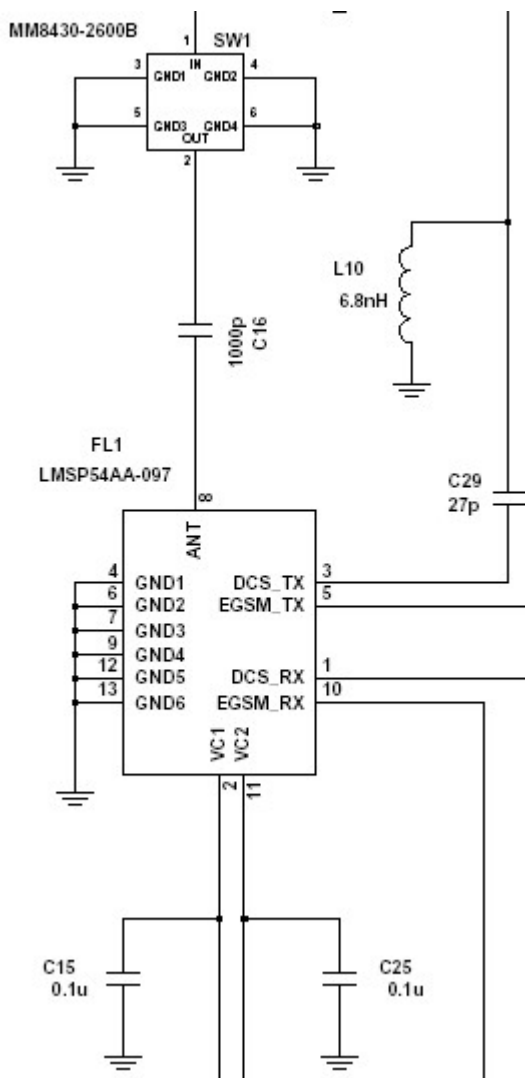 MM8430-2600B
1
SW1
3
IN
4
GND1
GND2
5
6
GND3
GND4
OUT
2
L10
6.8nH
1000p
C16
FL1
LMSP54AA-097
8
ANT
C29
27p
4
GND1
DCS_TX
3
6
GND2
EGSM_TX
5
7
GND3
9
GND4
12
GND5
DCS_RX
1
13
GND6
EGSM_RX
10
VC1
VC2
2
11
C15
0.1u
C25
0.1u